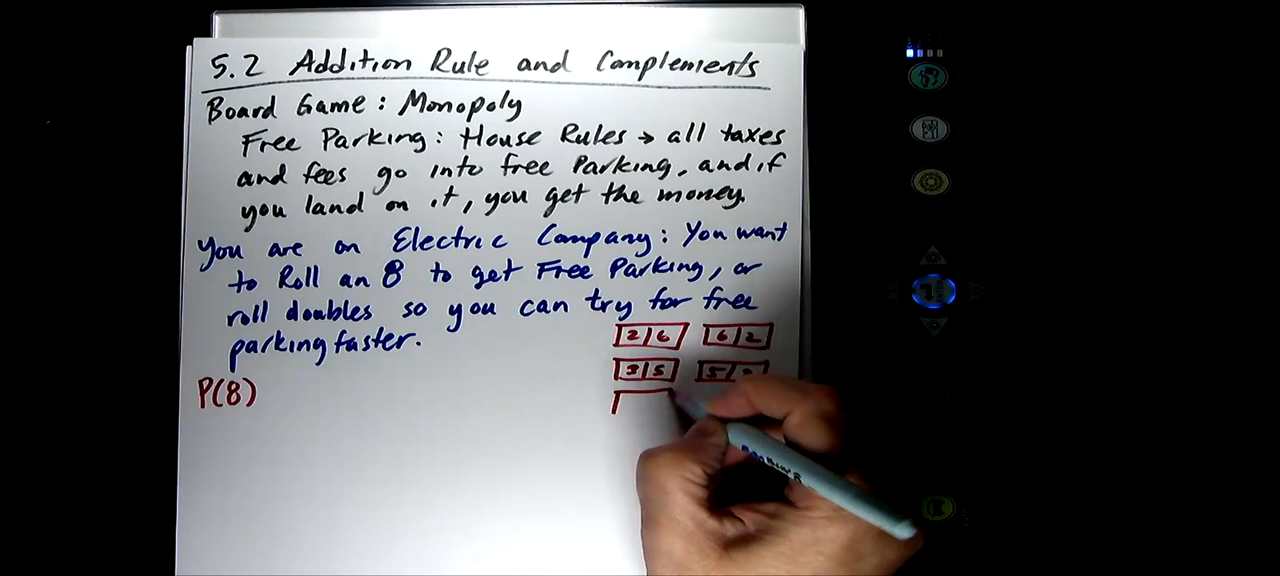 5.2 Addition Rule and Complements
Board Game: Monopoly
Free Parking: House Rules → all taxes
and fees go into free Parking, and if
you land on it, you get the money.
You are on Electric Company: You want
to Roll an 8 to get Free Parking, or
roll doubles so you can try for free
parking faster.
2 6 6 2
3 5 5
P(8)